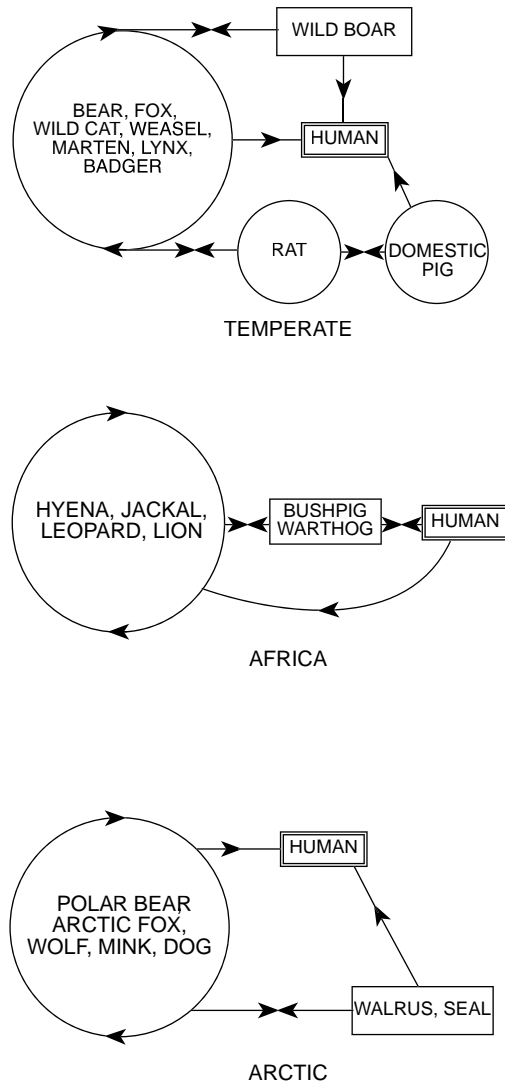 WILD BOAR
BEAR, FOX,
WILD CAT, WEASEL,
MARTEN, LYNX,
BADGER
HUMAN
RAT
DOMESTIC
PIG
TEMPERATE
HYENA, JACKAL,
LEOPARD, LION
BUSHPIG
WARTHOG
HUMAN
AFRICA
HUMAN
POLAR BEAR
ARCTIC FOX,
WOLF, MINK, DOG
WALRUS, SEAL
ARCTIC